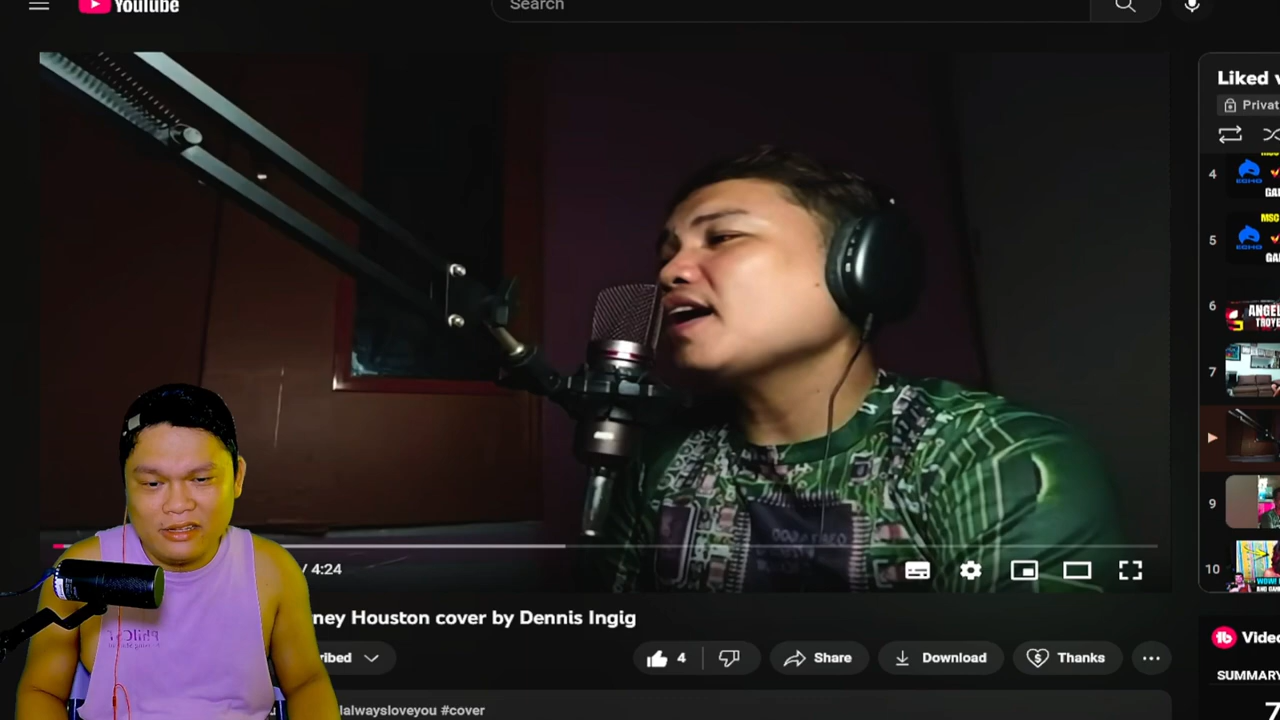 YouTube
Search
Liked
Privat
4
5
6
ANGEL
7
9
10
/ 4:24
ney Houston cover by Dennis Ingig
ribed
4
Share
Download
Thanks
lalwaysloveyou #cover
Vide
SUMMARY